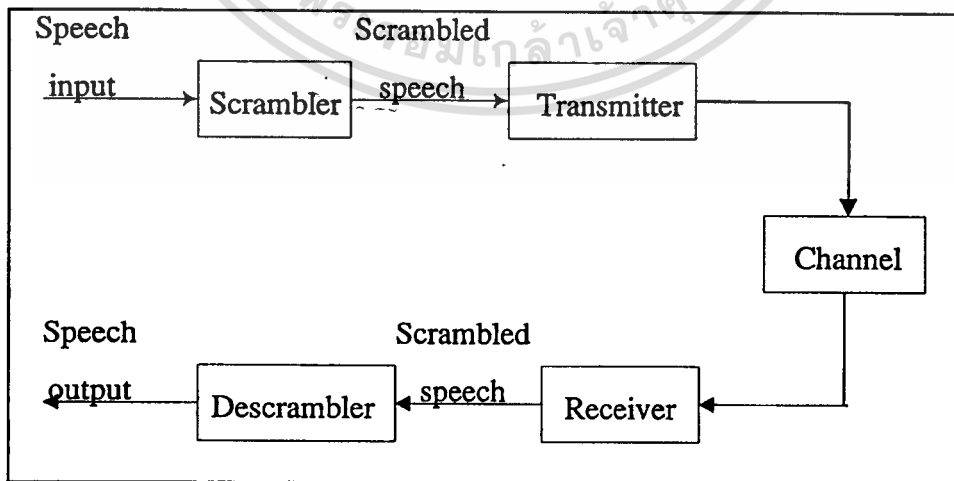 Speech
Scrambled
input
Scrambler
speech
Transmitter
Channel
Speech
Scrambled
output
Descrambler
speech
Receiver